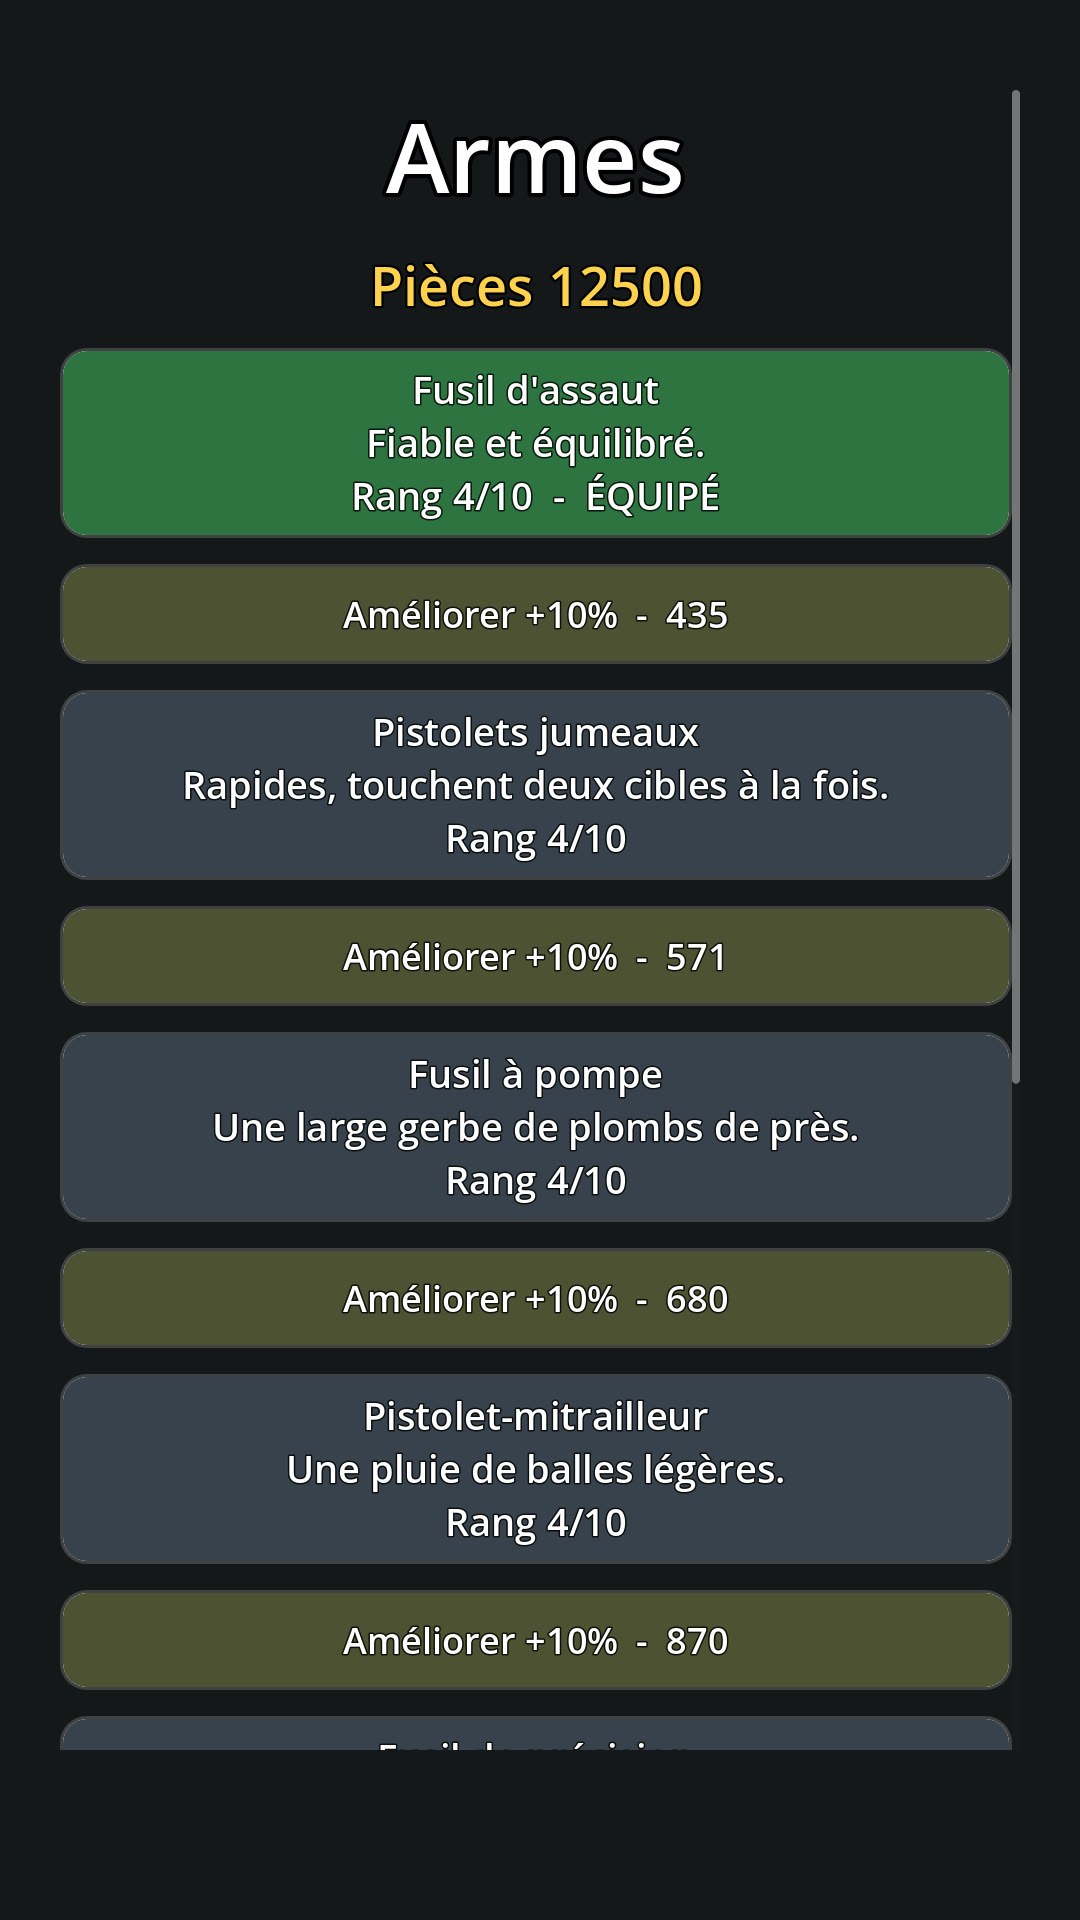 Armes
Pièces 12500
Fusil d'assaut
Fiable et équilibré.
Rang 4/10 - ÉQUIPÉ
Améliorer +10% - 435
Pistolets jumeaux
Rapides, touchent deux cibles à la fois.
Rang 4/10
Améliorer +10% - 571
Fusil à pompe
Une large gerbe de plombs de près.
Rang 4/10
Améliorer +10% - 680
Pistolet-mitrailleur
Une pluie de balles légères.
Rang 4/10
Améliorer +10% - 870